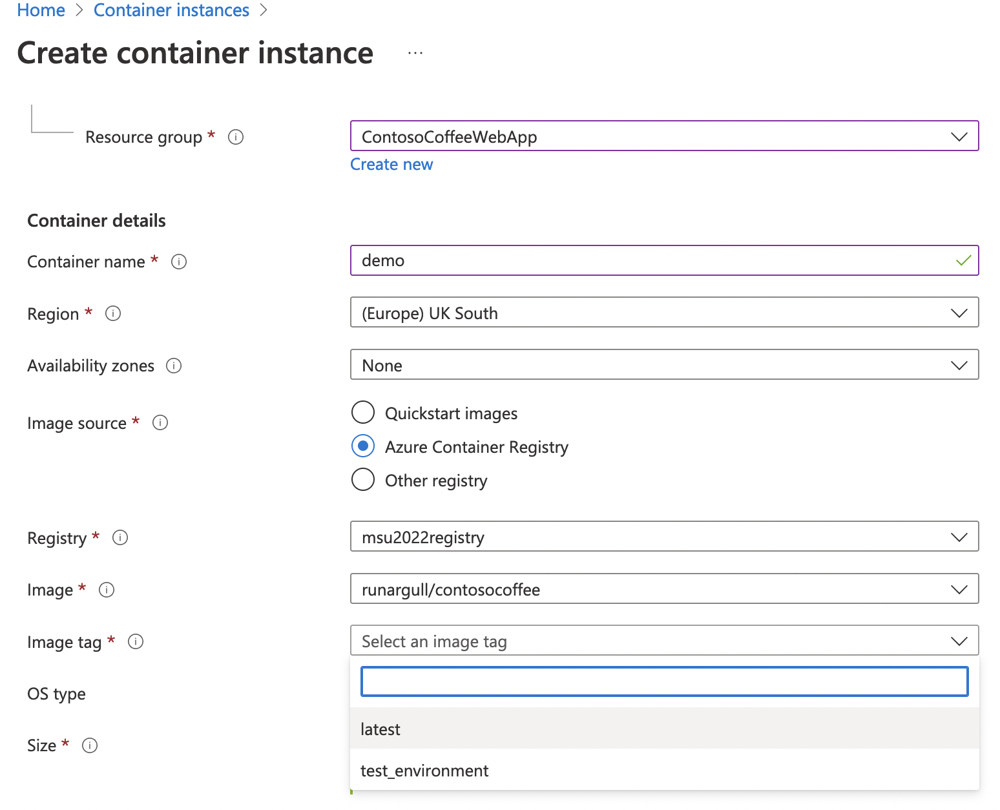 Home > Container instances >
Create container instance ...
Resource group * ContosoCoffeeWebApp
Create new
Container details
Container name * demo
Region * (Europe) UK South
Availability zones None
Image source * Quickstart images
Azure Container Registry
Other registry
Registry * msu2022registry
Image * runargull/contosocoffee
Image tag * Select an image tag
OS type
latest
Size *
test_environment